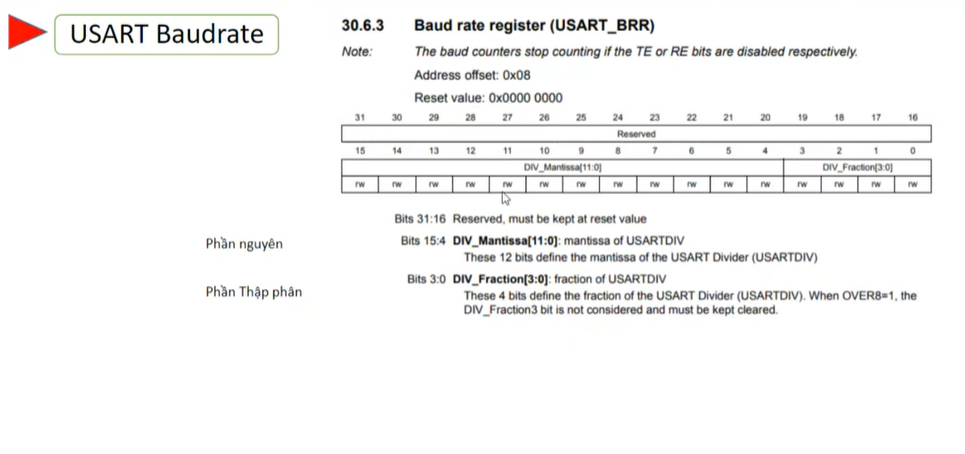 USART Baudrate
30.6.3 Baud rate register (USART_BRR)
Note: The baud counters stop counting if the TE or RE bits are disabled respectively.
Address offset: 0x08
Reset value: 0x0000 0000
31 30 29 28 27 26 25 24 23 22 21 20 19 18 17 16
Reserved
15 14 13 12 11 10 9 8 7 6 5 4 3 2 1 0
DIV_Mantissa[11:0] DIV_Fraction[3:0]
rw rw rw rw rw rw rw rw rw rw rw rw rw rw rw rw
Bits 31:16 Reserved, must be kept at reset value
Phần nguyên
Bits 15:4 DIV_Mantissa[11:0]: mantissa of USARTDIV
These 12 bits define the mantissa of the USART Divider (USARTDIV)
Phần Thập phân
Bits 3:0 DIV_Fraction[3:0]: fraction of USARTDIV
These 4 bits define the fraction of the USART Divider (USARTDIV). When OVER8=1, the
DIV_Fraction3 bit is not considered and must be kept cleared.